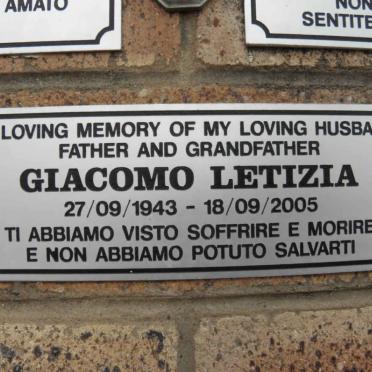 AMATO
NON
SENTITE
LOVING MEMORY OF MY LOVING
FATHER AND GRANDFATHER
GIACOMO LETIZIA
27/09/1943 - 18/09/2005
TI ABBIAMO VISTO SOFFRIRE E MORIRE
E NON ABBIAMO POTUTO SALVARTI